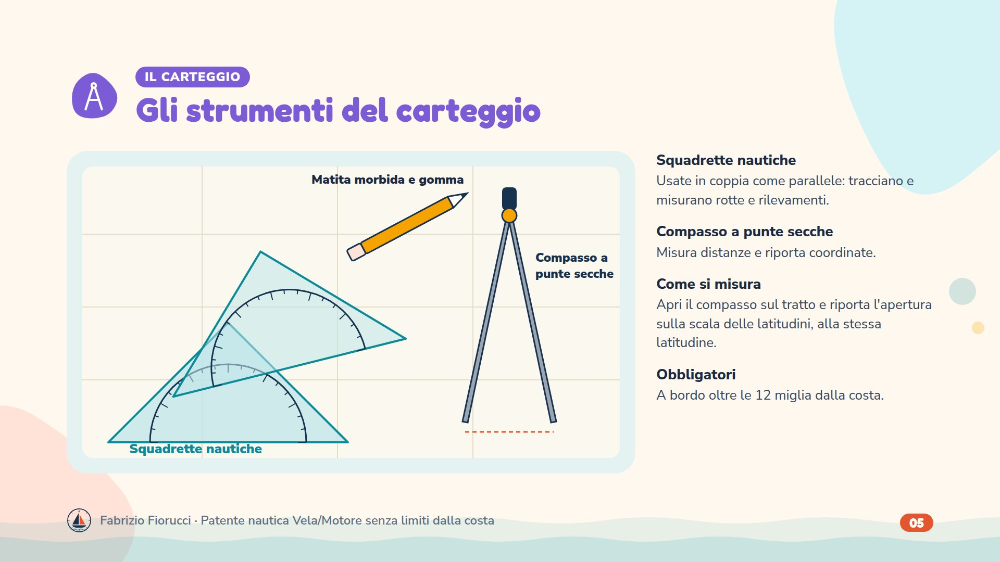 IL CARTEGGIO
Gli strumenti del carteggio
Matita morbida e gomma
Compasso a
punte secche
Squadrette nautiche
Squadrette nautiche
Usate in coppia come parallele: tracciano e
misurano rotte e rilevamenti.
Compasso a punte secche
Misura distanze e riporta coordinate.
Come si misura
Apri il compasso sul tratto e riporta l'apertura
sulla scala delle latitudini, alla stessa
latitudine.
Obbligatori
A bordo oltre le 12 miglia dalla costa.
Fabrizio Fiorucci · Patente nautica Vela/Motore senza limiti dalla costa
05